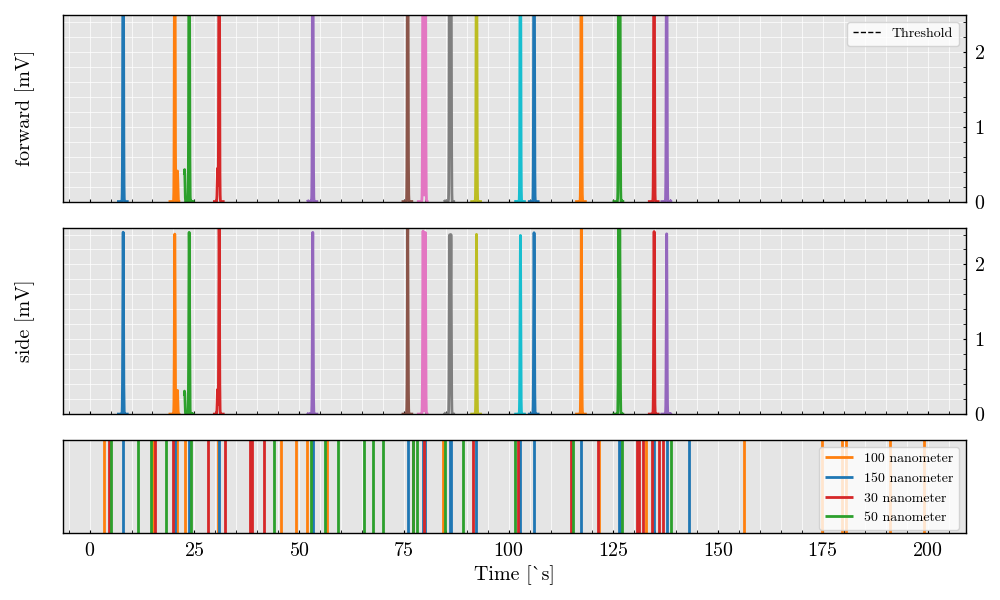 forward [mV]
Threshold
2
1
0
side [mV]
2
1
0
100 nanometer
150 nanometer
30 nanometer
50 nanometer
0 25 50 75 100 125 150 175 200
Time [`s]